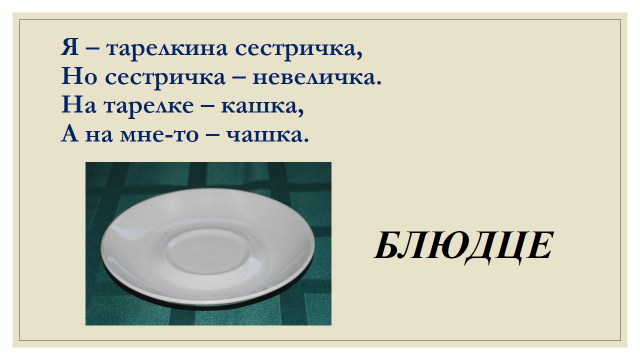 Я – тарелкина сестричка,
Но сестричка – невеличка.
На тарелке – кашка,
А на мне-то – чашка.
БЛЮДЦЕ